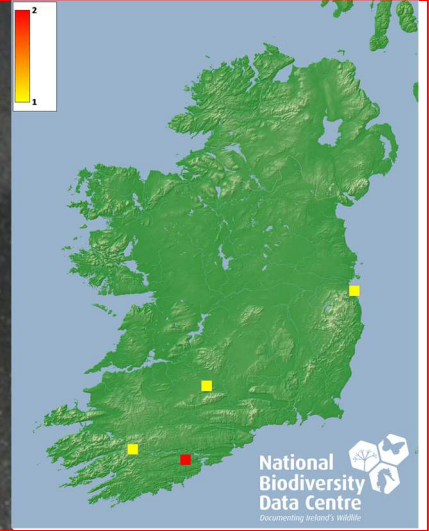 2
1
National
Biodiversity
Data Centre
Documenting Ireland's Wildlife